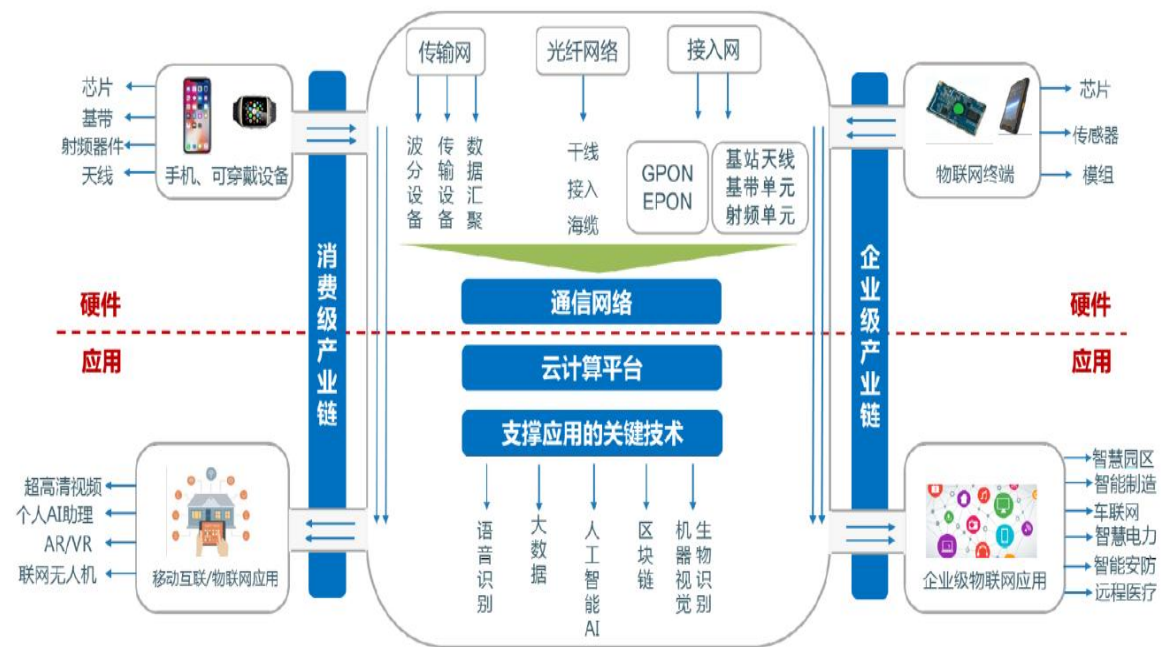 传输网
光纤网络
接入网
芯片
基带
射频器件
天线
手机、可穿戴设备
波分设备
传输设备
数据汇聚
干线
接入
海缆
GPON
EPON
基站天线
基带单元
射频单元
物联网终端
芯片
传感器
模组
消费级产业链
企业级产业链
通信网络
硬件
硬件
应用
应用
云计算平台
支撑应用的关键技术
超高清视频
个人AI助理
AR/VR
联网无人机
移动互联/物联网应用
语音识别
大数据
人工智能AI
区块链
机器视觉
生物识别
企业级物联网应用
智慧园区
智能制造
车联网
智慧电力
智能安防
远程医疗